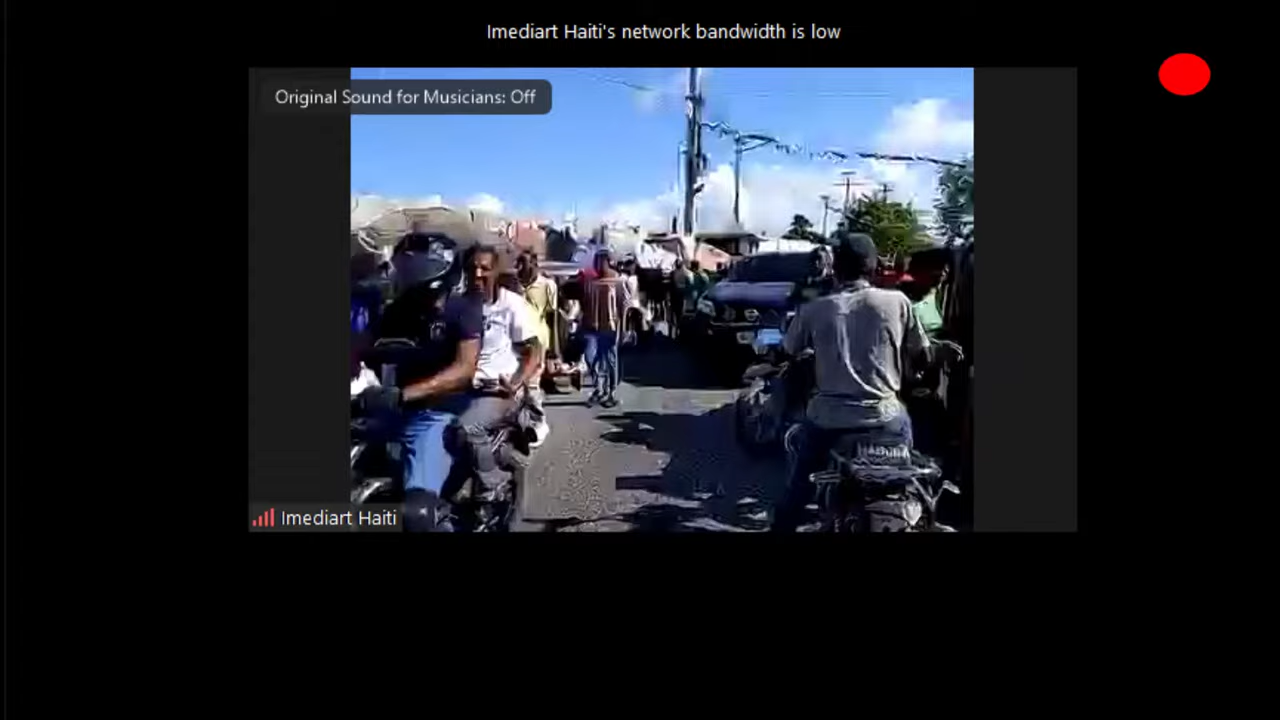 Imediart Haiti's network bandwidth is low
Original Sound for Musicians: Off
Imediart Haiti